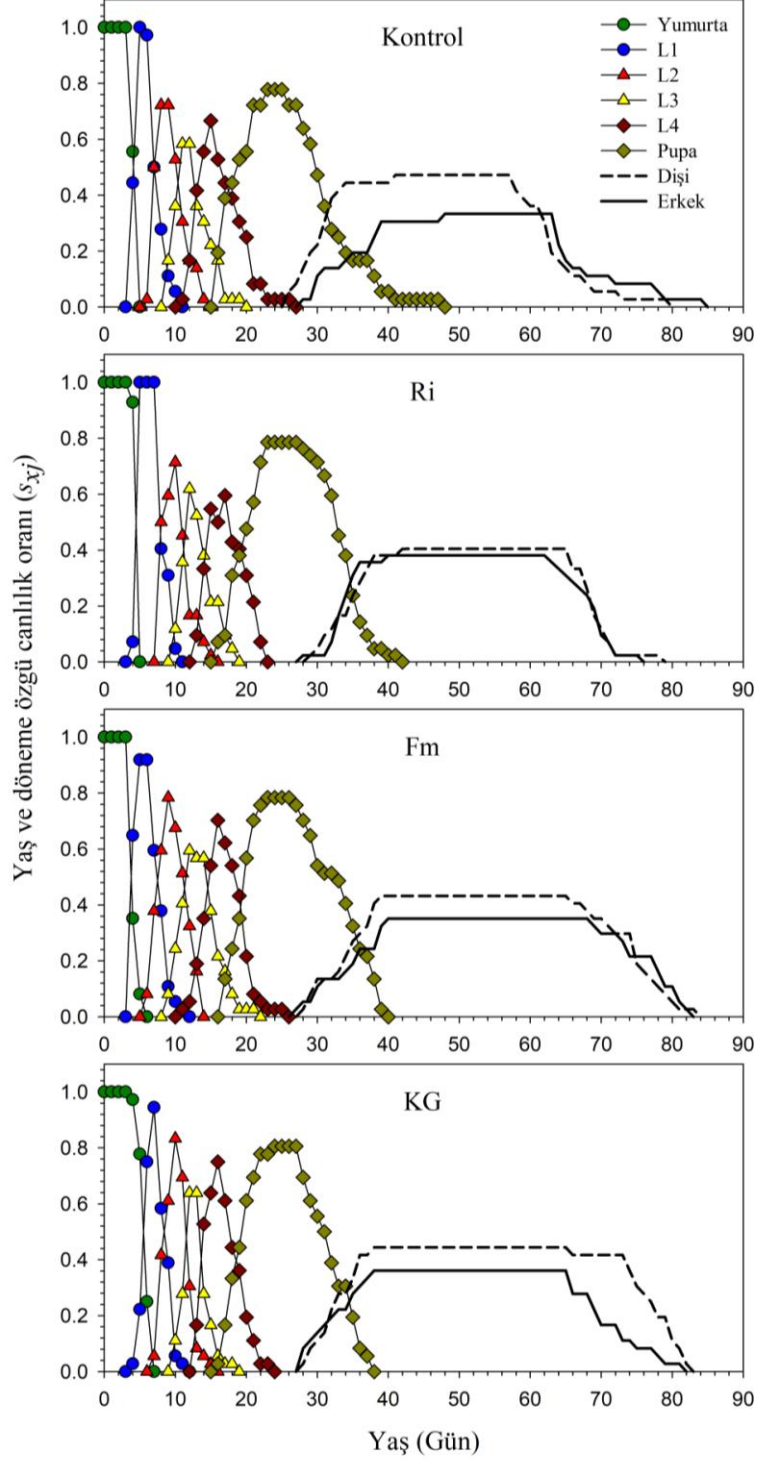 Yaş ve döneme özgü canlılık oranı (sxj)
Kontrol
Yumurta
L1
L2
L3
L4
Pupa
Dişi
Erkek
1.0
0.8
0.6
0.4
0.2
0.0
0 10 20 30 40 50 60 70 80 90
Ri
1.0
0.8
0.6
0.4
0.2
0.0
0 10 20 30 40 50 60 70 80 90
Fm
1.0
0.8
0.6
0.4
0.2
0.0
0 10 20 30 40 50 60 70 80 90
KG
1.0
0.8
0.6
0.4
0.2
0.0
0 10 20 30 40 50 60 70 80 90
Yaş (Gün)